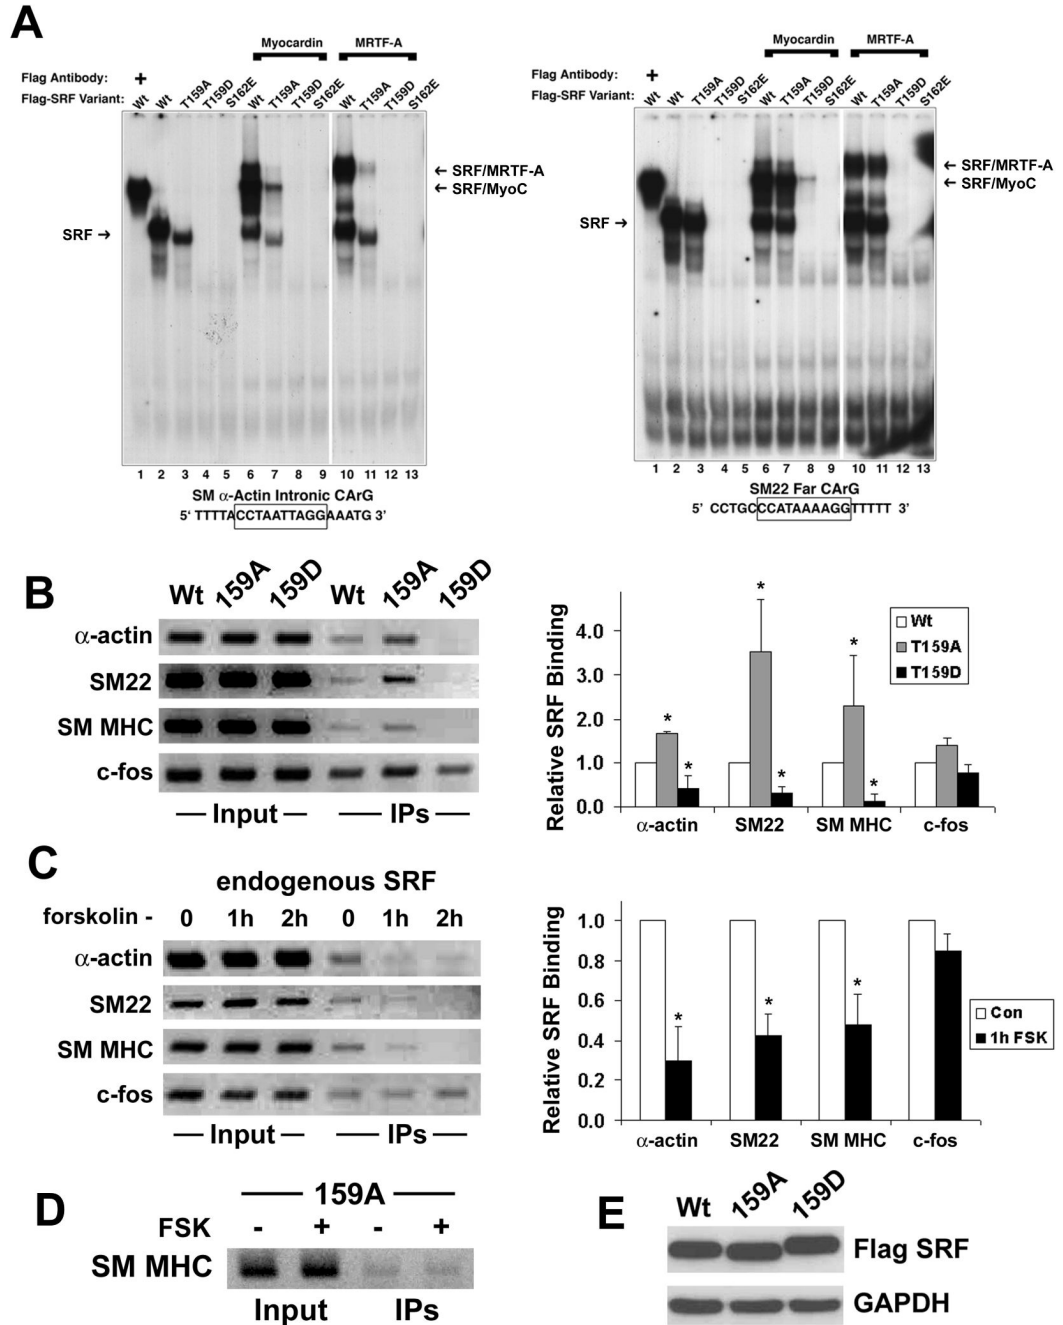 A
Myocardin MRTF-A
Flag Antibody: +
Flag-SRF Variant: Wt Wt T159A T159D S162E Wt T159A T159D S162E Wt T159A T159D S162E
← SRF/MRTF-A
← SRF/MyoC
SRF →
1 2 3 4 5 6 7 8 9 10 11 12 13
SM α-Actin Intronic CArG
5' TTTTACCTAATTAGGAAATG 3'
Myocardin MRTF-A
Flag Antibody: +
Flag-SRF Variant: Wt Wt T159A T159D S162E Wt T159A T159D S162E Wt T159A T159D S162E
← SRF/MRTF-A
← SRF/MyoC
SRF →
1 2 3 4 5 6 7 8 9 10 11 12 13
SM22 Far CArG
5' CCTGCCCATAAAAGGTTTTT 3'
B
Wt 159A 159D Wt 159A 159D
α-actin
SM22
SM MHC
c-fos
Input IPs
Relative SRF Binding
4.0
3.0
2.0
1.0
0.0
* * * * * *
Wt
T159A
T159D
α-actin SM22 SM MHC c-fos
C
endogenous SRF
forskolin - 0 1h 2h 0 1h 2h
α-actin
SM22
SM MHC
c-fos
Input IPs
Relative SRF Binding
1.0
0.8
0.6
0.4
0.2
0.0
* * *
Con
1h FSK
α-actin SM22 SM MHC c-fos
D
159A
FSK - + - +
SM MHC
Input IPs
E
Wt 159A 159D
Flag SRF
GAPDH